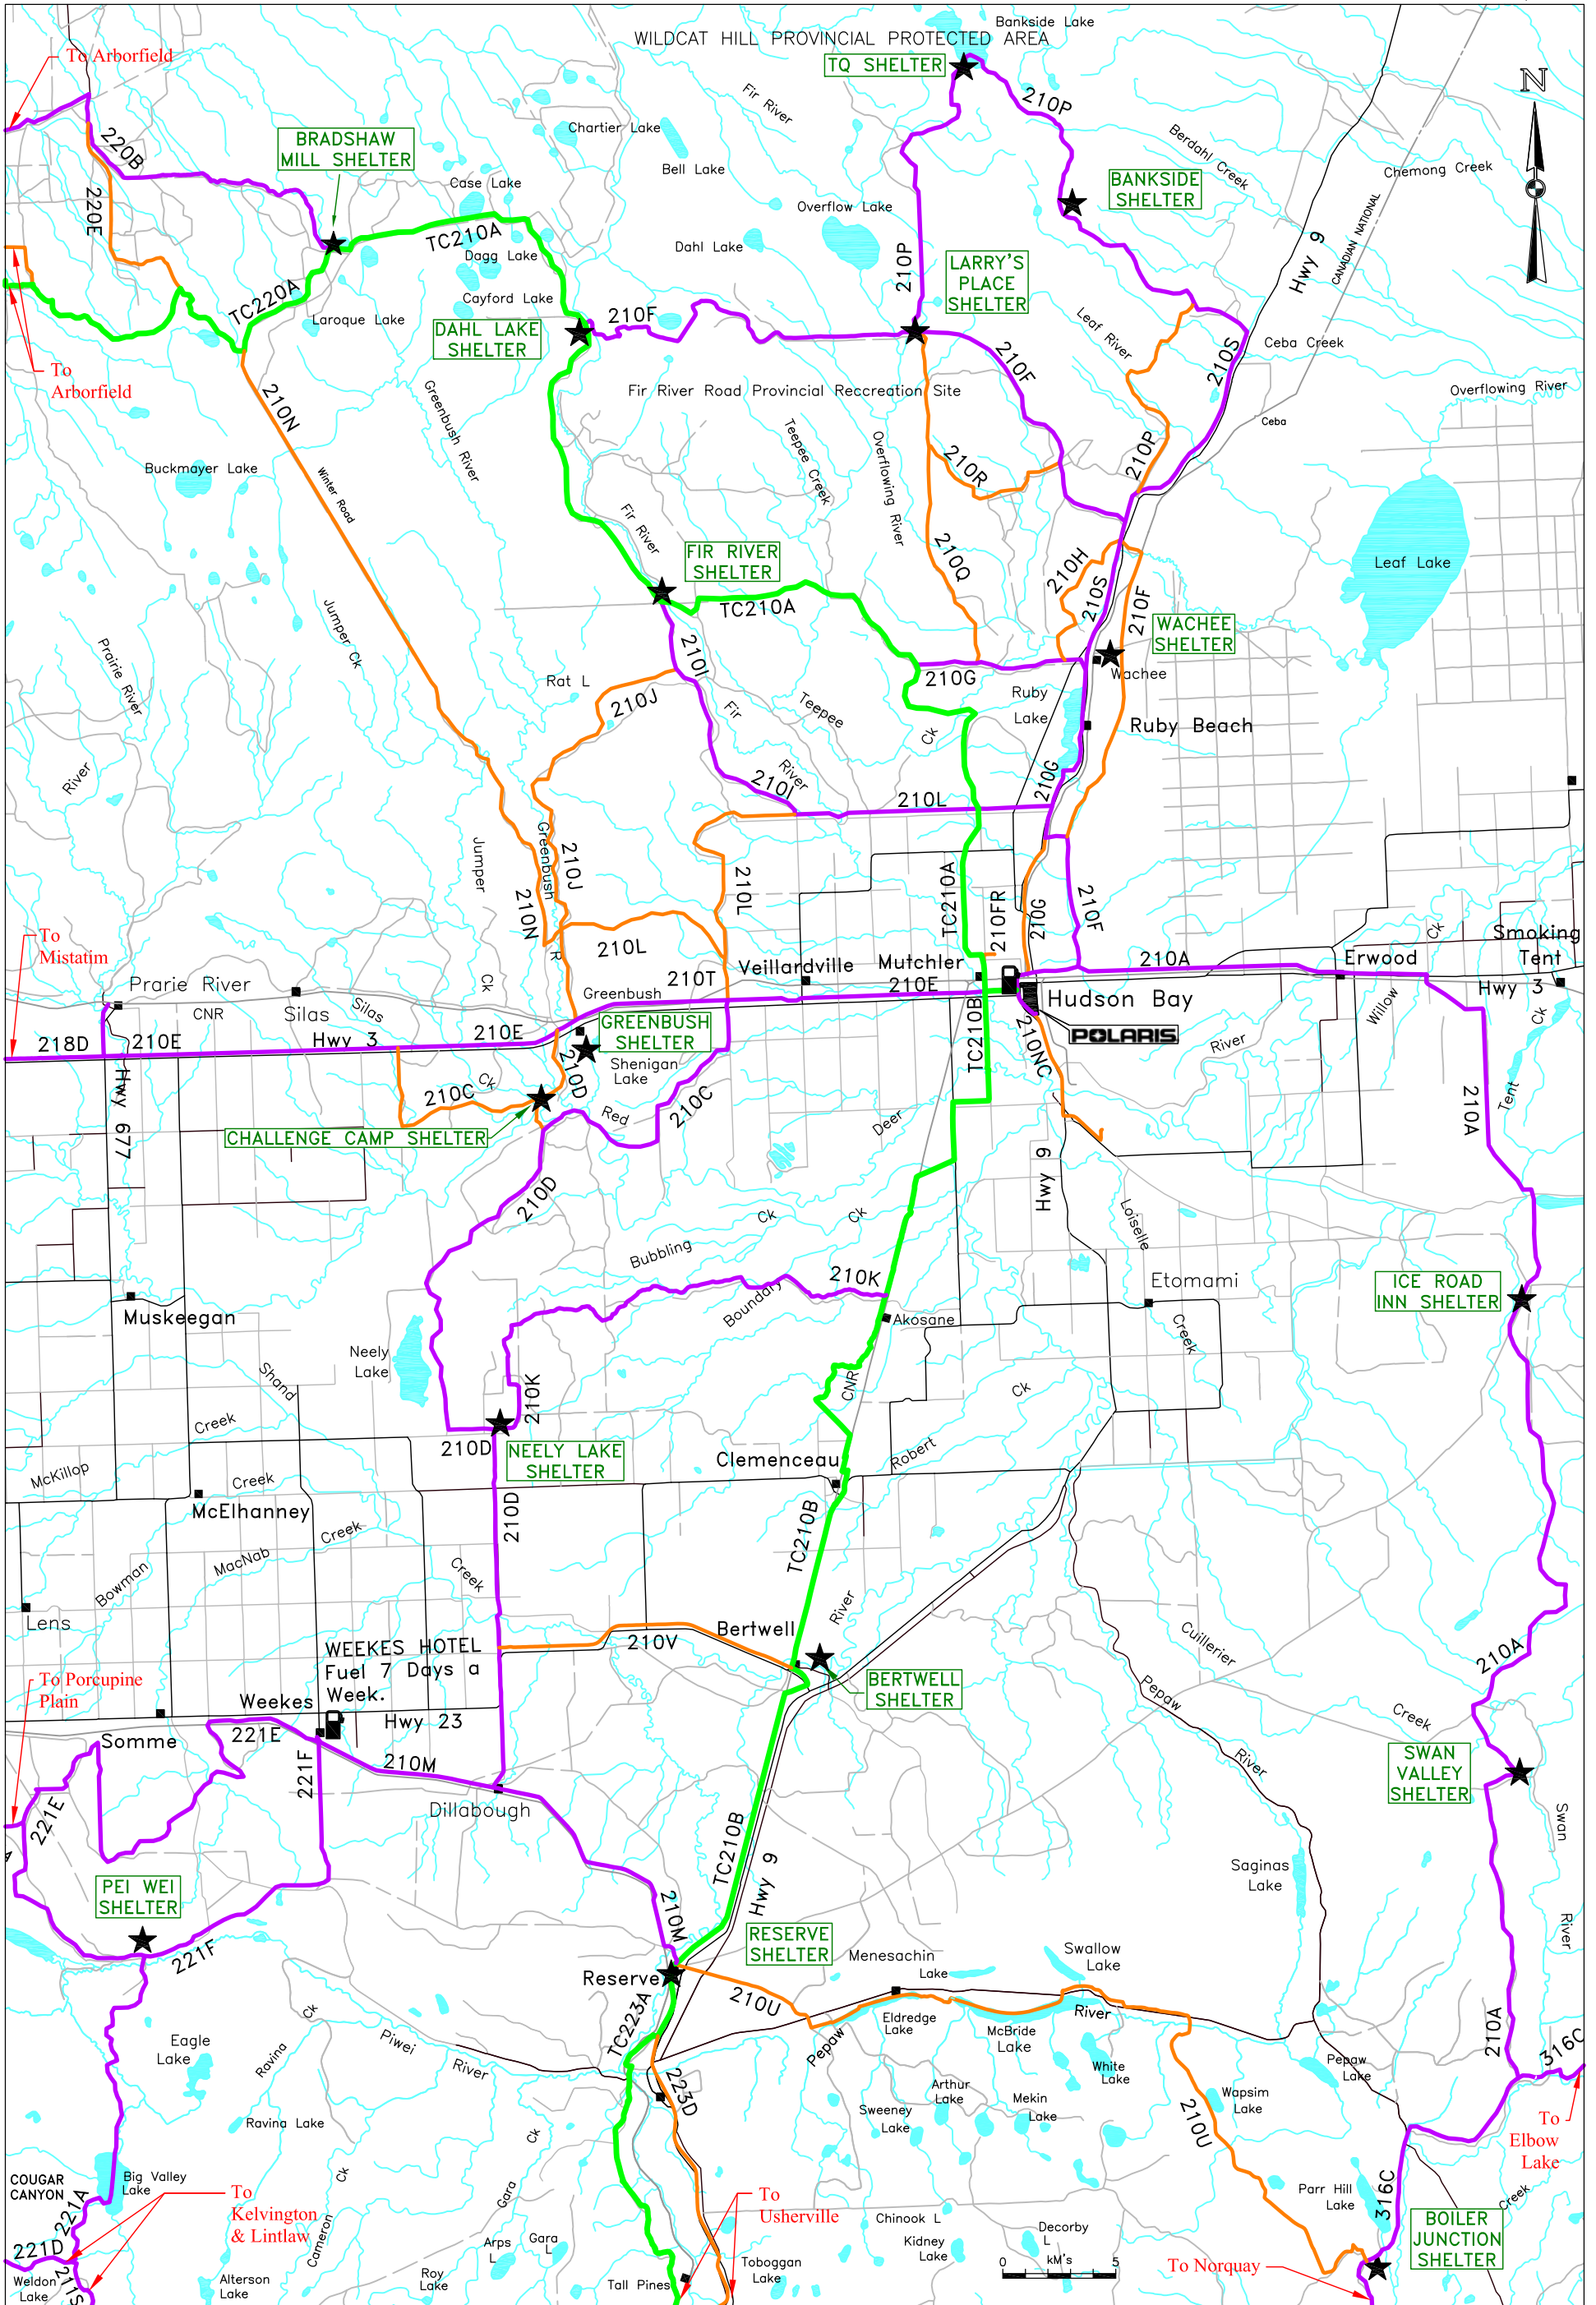 WILDCAT HILL PROVINCIAL PROTECTED AREA
Bankside Lake
To Arborfield
TQ SHELTER
N
210P
Fir River
220B
BRADSHAW
MILL SHELTER
Chartier Lake
Berdahl Creek
Chemong Creek
Bell Lake
Case Lake
BANKSIDE
SHELTER
CANADIAN NATIONAL
220E
Overflow Lake
TC210A
Dahl Lake
Dagg Lake
210P
Hwy 9
LARRY'S
PLACE
SHELTER
TC220A
Cayford Lake
Laroque Lake
210F
DAHL LAKE
SHELTER
Leaf River
Ceba Creek
210S
To
Arborfield
210F
210N
Greenbush River
Fir River Road Provincial Reccreation Site
Overflowing River
Ceba
Teepee Creek
Overflowing River
210R
210P
Buckmayer Lake
Winter Road
Fir River
FIR RIVER
SHELTER
210Q
210H
Leaf Lake
TC210A
210S
210F
WACHEE
SHELTER
Jumper Ck
Prairie River
210I
Wachee
210G
Rat L
210J
Ruby
Lake
Fir
Teepee
Ck
Ruby Beach
River
River
210I
210G
210L
Jumper
Greenbush
210J
210L
TC210A
210FR
210G
210F
210N
R
Ck
Smoking
Tent
To
Mistatim
210L
210T
Veillardville
Mutchler
210A
Erwood
Prarie River
Ck
Greenbush
210E
Hwy 3
CNR
Silas
Silas
Hudson Bay
Willow
Ck
POLARIS
218D
210E
Hwy 3
210E
GREENBUSH
SHELTER
TC210B
210NC
River
Shenigan
Lake
210D
Hwy 677
210C
Ck
Red
210C
Deer
Tent
210A
CHALLENGE CAMP SHELTER
Hwy 9
210D
Ck
Ck
Loiselle
Bubbling
210K
Etomami
ICE ROAD
INN SHELTER
Boundary
Muskeegan
Akosane
Creek
Neely
Lake
Shand
CNR
Ck
210K
Creek
210D
NEELY LAKE
SHELTER
Clemenceau
Robert
McKillop
Creek
McElhanney
210D
TC210B
Creek
MacNab
Bowman
Creek
Lens
River
Bertwell
Cuillerier
WEEKES HOTEL
Fuel 7 Days a
Week.
210V
210A
To Porcupine
Plain
BERTWELL
SHELTER
Pepaw
Weekes
Hwy 23
Creek
Somme
221E
221F
210M
River
SWAN
VALLEY
SHELTER
Dillabough
221E
Swan
TC210B
Saginas
Lake
PEI WEI
SHELTER
Hwy 9
210M
River
RESERVE
SHELTER
221F
Menesachin
Lake
Swallow
Lake
Reserve
210U
Eldredge
Lake
River
TC223A
McBride
Lake
210A
Ck
Pepaw
316C
Eagle
Lake
Ravina
Piwei
River
White
Lake
Pepaw
Lake
223D
Arthur
Lake
Mekin
Lake
Wapsim
Lake
Sweeney
Lake
To
Elbow
Lake
Ravina Lake
Ck
210U
COUGAR
CANYON
Big Valley
Lake
Ck
To
Kelvington
& Lintlaw
Gara
To
Usherville
Parr Hill
Lake
316C
Creek
221A
Cameron
Chinook L
BOILER
JUNCTION
SHELTER
221D
Arps
L
Gara
L
Kidney
Lake
Decorby
L
Weldon
Lake
211S
Alterson
Lake
Roy
Lake
Tall Pines
Toboggan
Lake
0 kM's 5
To Norquay